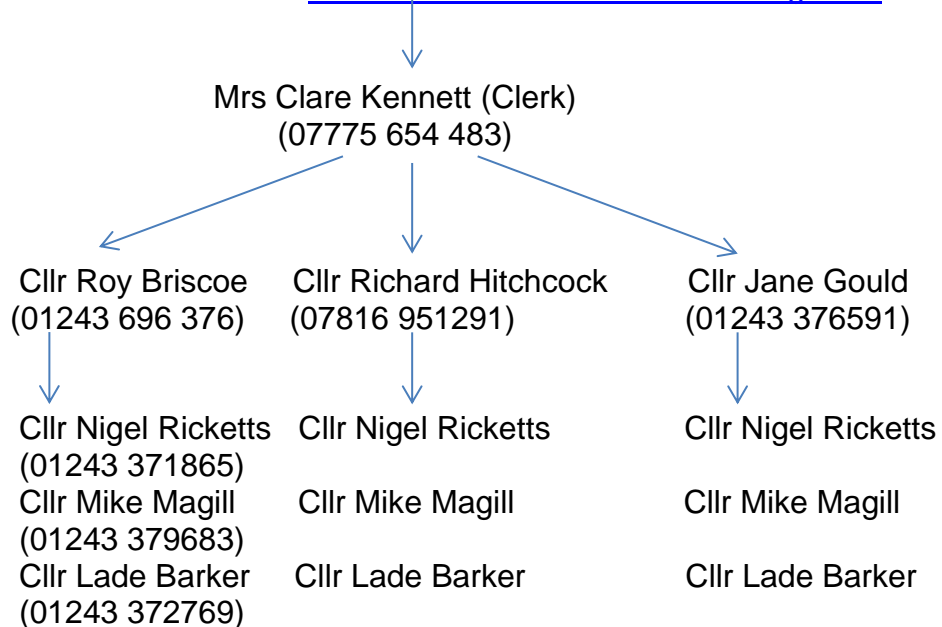 Mrs Clare Kennett (Clerk)
(07775 654 483)
Cllr Roy Briscoe Cllr Richard Hitchcock Cllr Jane Gould
(01243 696 376) (07816 951291) (01243 376591)
Cllr Nigel Ricketts Cllr Nigel Ricketts Cllr Nigel Ricketts
(01243 371865)
Cllr Mike Magill Cllr Mike Magill Cllr Mike Magill
(01243 379683)
Cllr Lade Barker Cllr Lade Barker Cllr Lade Barker
(01243 372769)